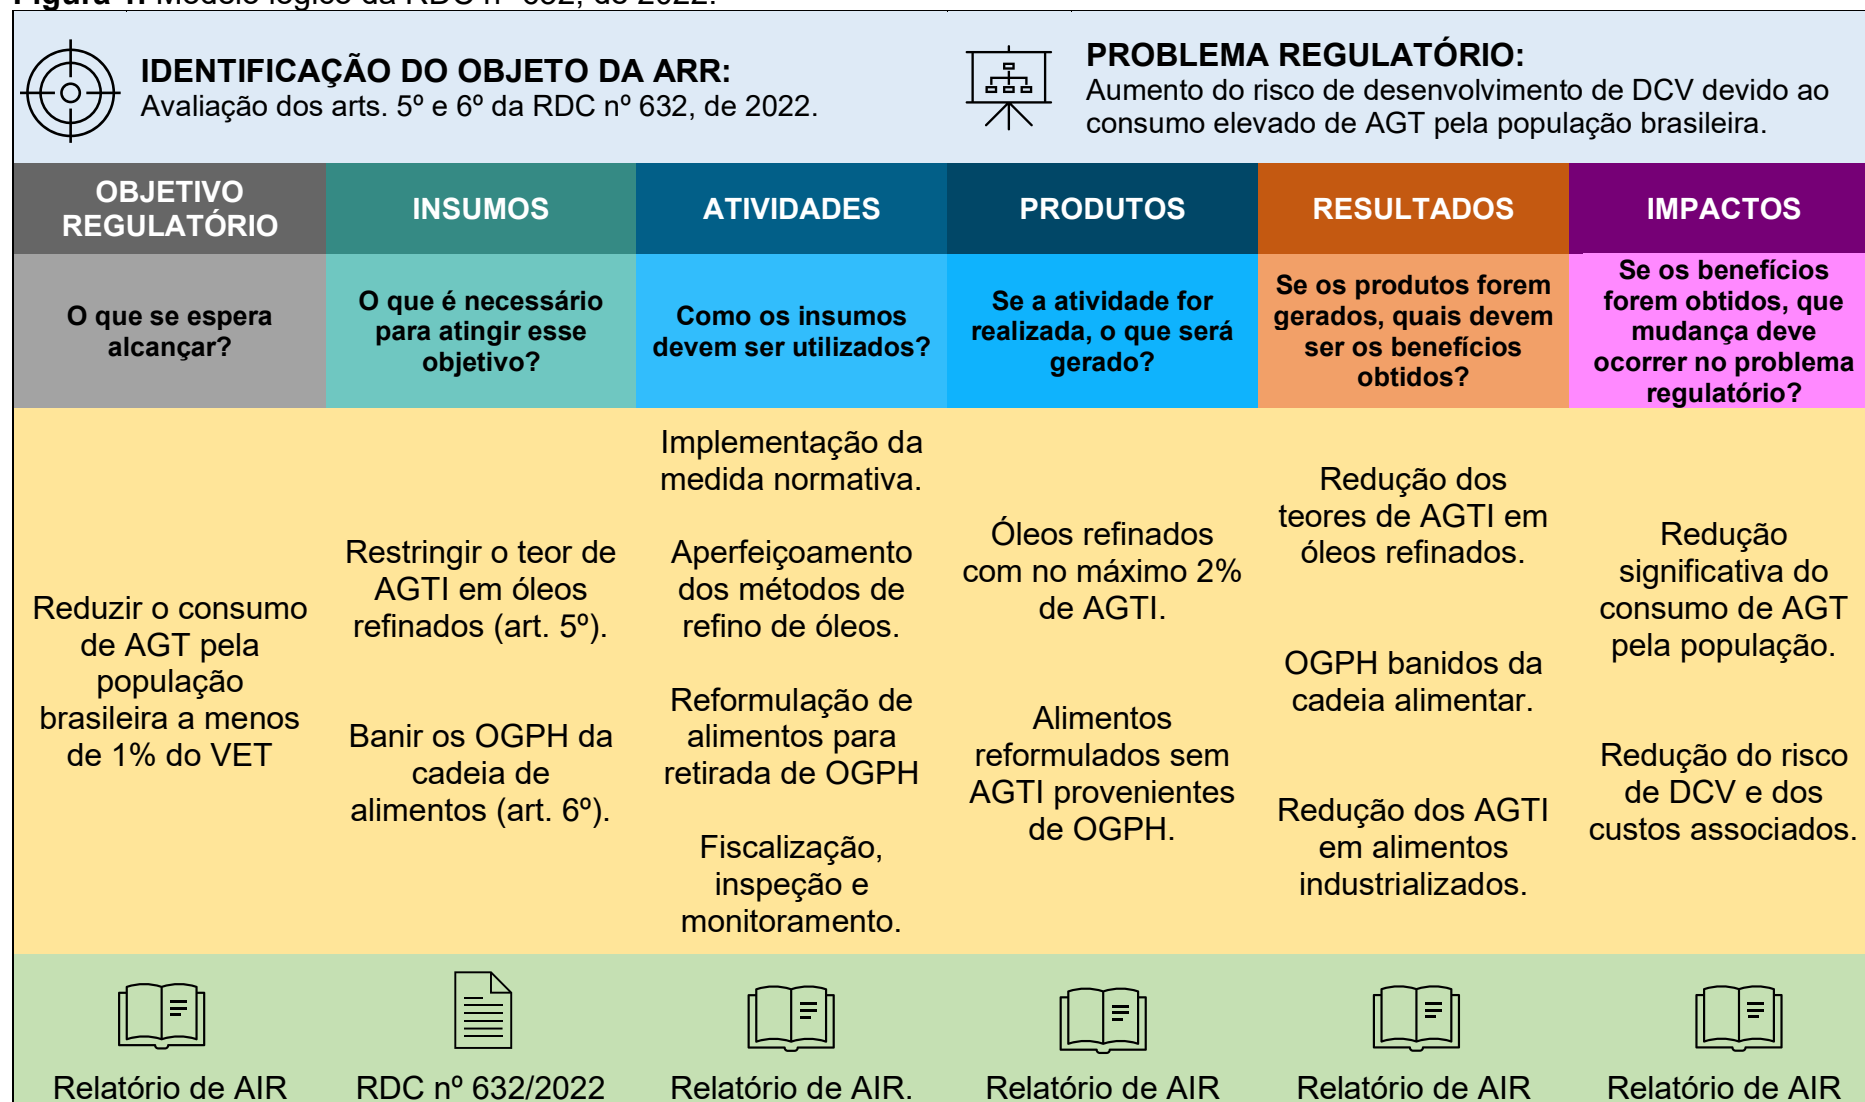 Figura 1. Modelo lógico da RDC nº 632, de 2022.
IDENTIFICAÇÃO DO OBJETO DA ARR:
Avaliação dos arts. 5º e 6º da RDC nº 632, de 2022.
PROBLEMA REGULATÓRIO:
Aumento do risco de desenvolvimento de DCV devido ao
consumo elevado de AGT pela população brasileira.
OBJETIVO
REGULATÓRIO
INSUMOS
ATIVIDADES
PRODUTOS
RESULTADOS
IMPACTOS
O que se espera
alcançar?
O que é necessário
para atingir esse
objetivo?
Como os insumos
devem ser utilizados?
Se a atividade for
realizada, o que será
gerado?
Se os produtos forem
gerados, quais devem
ser os benefícios
obtidos?
Se os benefícios
forem obtidos, que
mudança deve
ocorrer no problema
regulatório?
Reduzir o consumo
de AGT pela
população
brasileira a menos
de 1% do VET
Restringir o teor de
AGTI em óleos
refinados (art. 5º).
Banir os OGPH da
cadeia de
alimentos (art. 6º).
Implementação da
medida normativa.
Aperfeiçoamento
dos métodos de
refino de óleos.
Reformulação de
alimentos para
retirada de OGPH
Fiscalização,
inspeção e
monitoramento.
Óleos refinados
com no máximo 2%
de AGTI.
Alimentos
reformulados sem
AGTI provenientes
de OGPH.
Redução dos
teores de AGTI em
óleos refinados.
OGPH banidos da
cadeia alimentar.
Redução dos AGTI
em alimentos
industrializados.
Redução
significativa do
consumo de AGT
pela população.
Redução do risco
de DCV e dos
custos associados.
Relatório de AIR
RDC nº 632/2022
Relatório de AIR.
Relatório de AIR
Relatório de AIR
Relatório de AIR